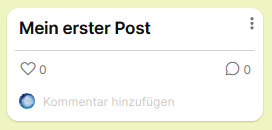 Mein erster Post
0 0
Kommentar hinzufügen